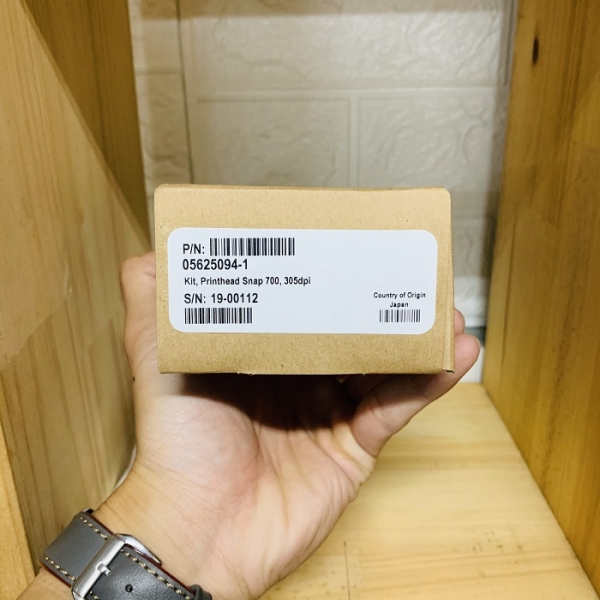 P/N:
05625094-1
Kit, Printhead Snap 700, 305dpi
S/N: 19-00112
Country of Origin
Japan